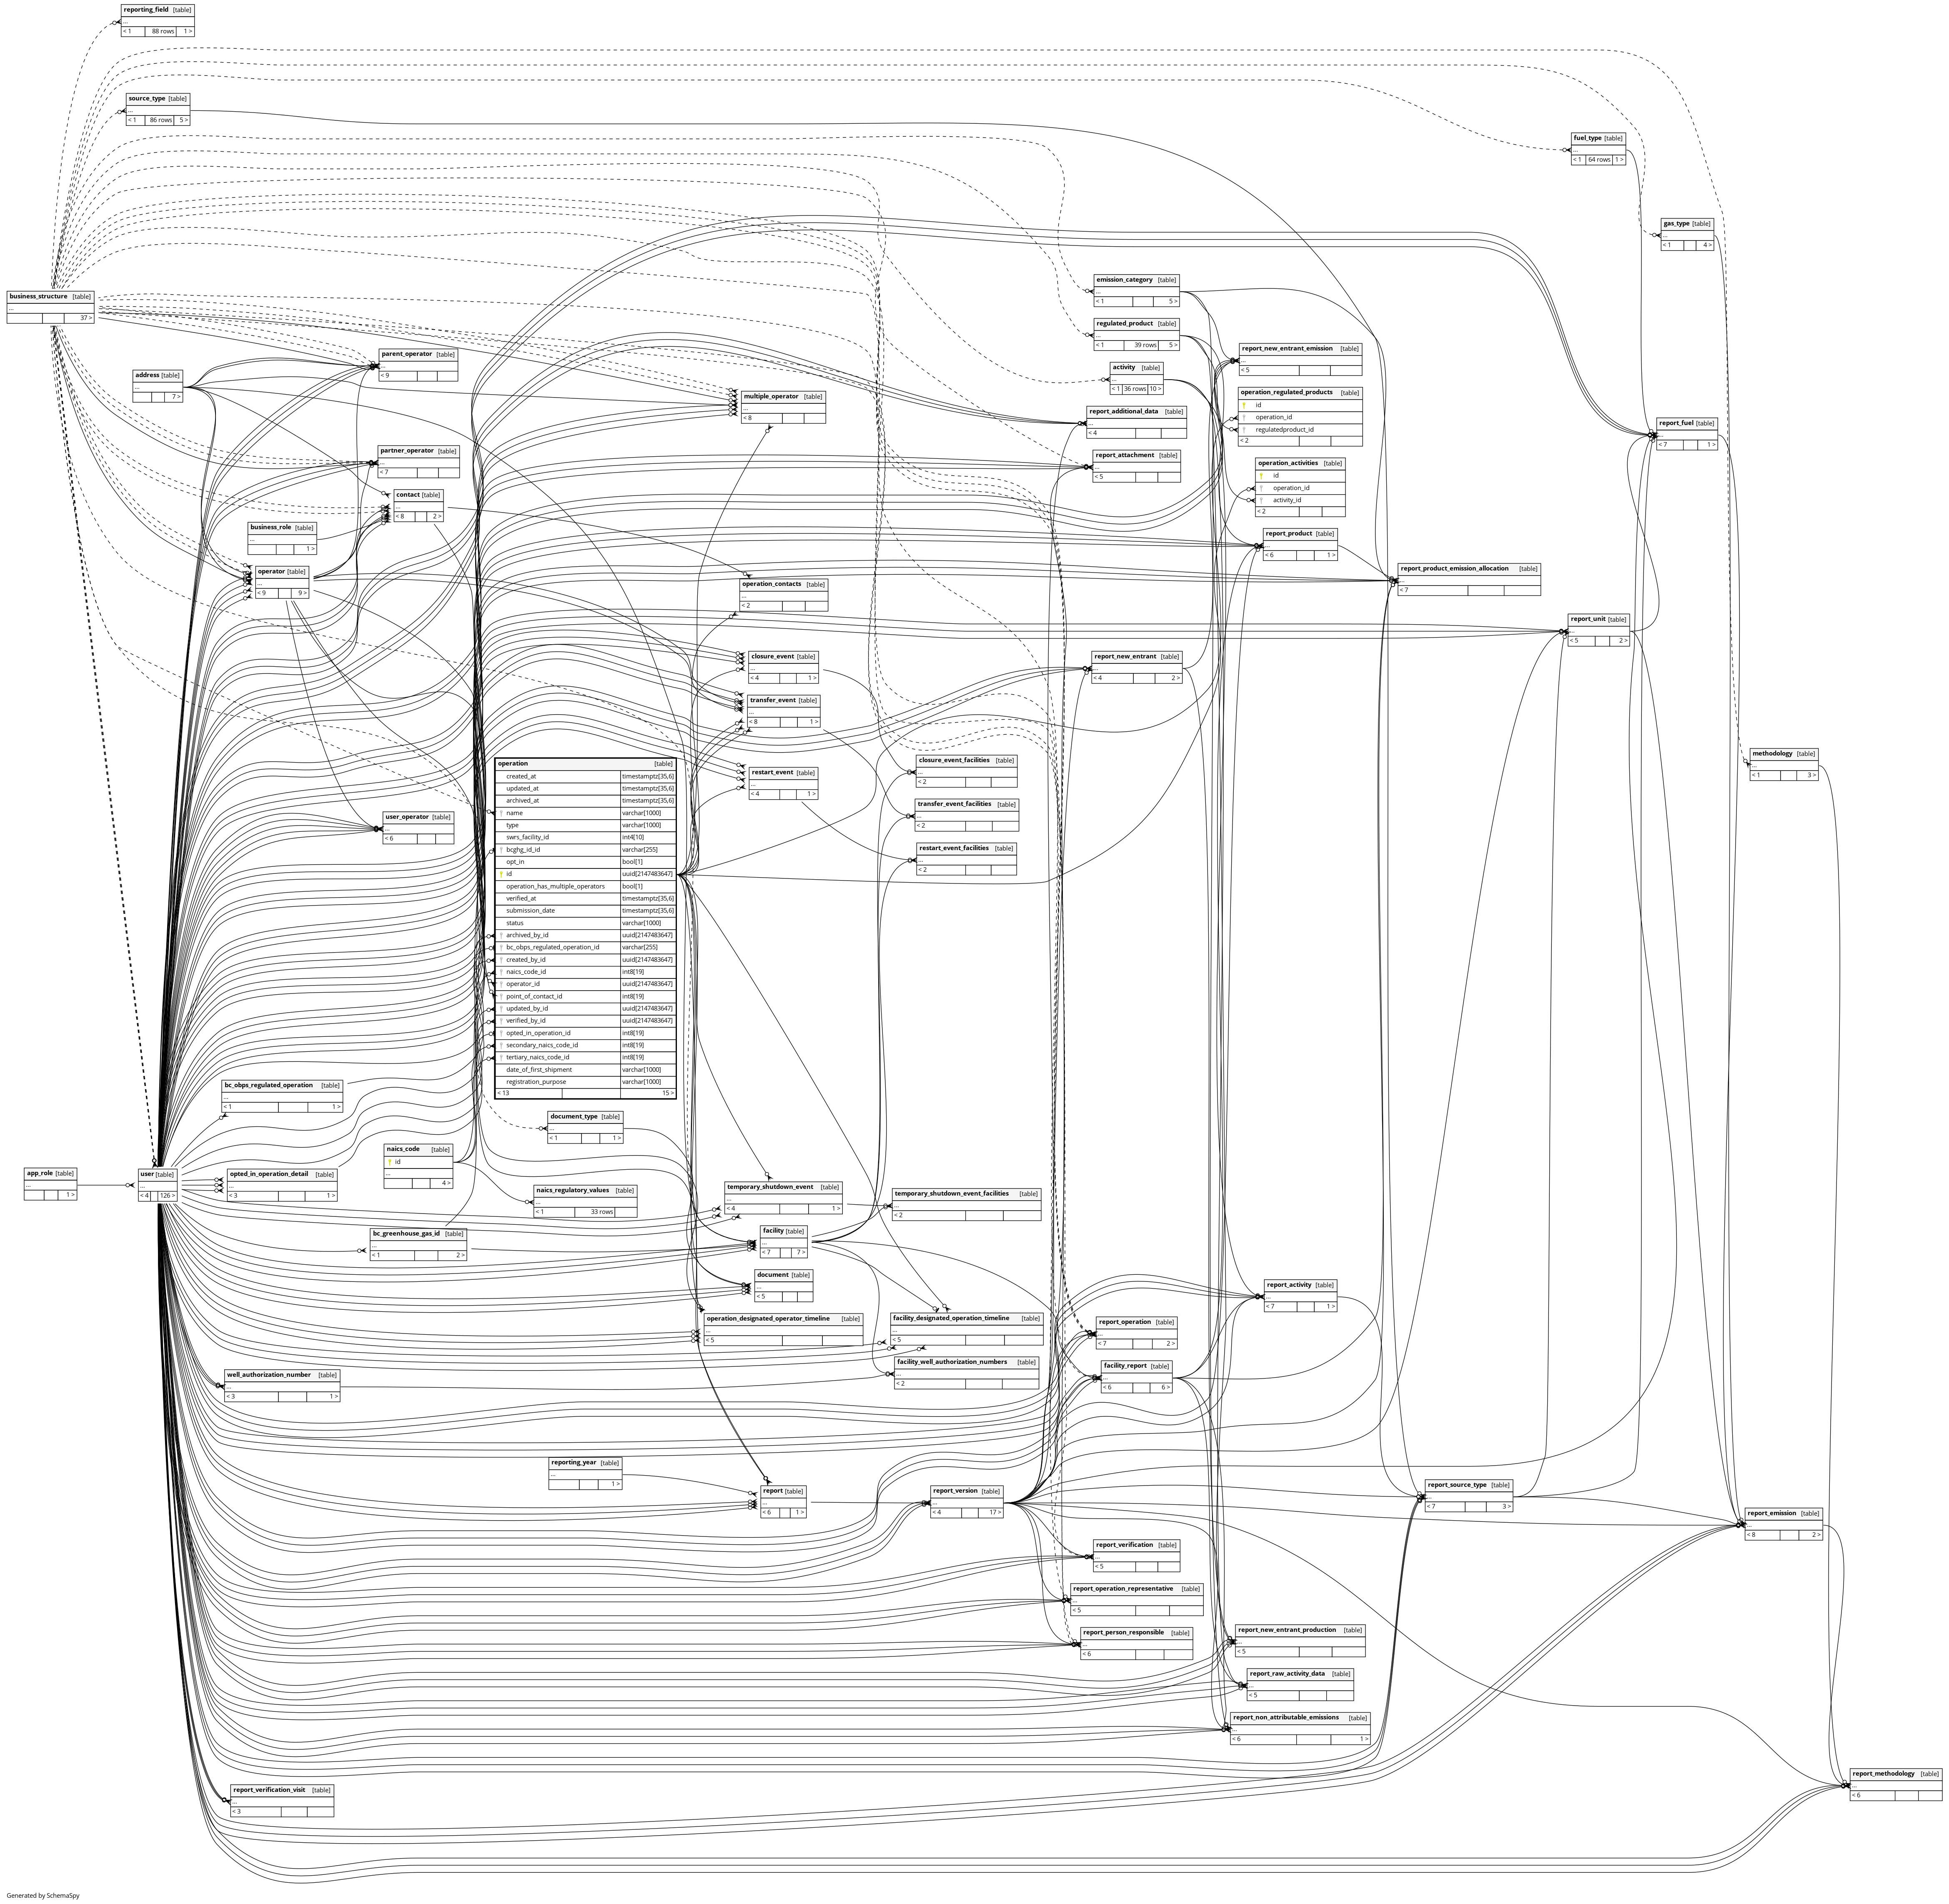 reporting_field [table]
...
< 1 88 rows 1 >
source_type [table]
...
< 1 86 rows 5 >
fuel_type [table]
...
< 1 64 rows 1 >
gas_type [table]
...
< 1 4 >
business_structure [table]
...
37 >
emission_category [table]
...
< 1 5 >
regulated_product [table]
...
< 1 39 rows 5 >
parent_operator [table]
...
< 9
address [table]
...
7 >
activity [table]
...
< 1 36 rows 10 >
report_new_entrant_emission [table]
...
< 5
multiple_operator [table]
...
< 8
operation_regulated_products [table]
id
operation_id
regulatedproduct_id
< 2
report_additional_data [table]
...
< 4
report_fuel [table]
...
< 7 1 >
partner_operator [table]
...
< 7
report_attachment [table]
...
< 5
operation_activities [table]
id
operation_id
activity_id
< 2
contact [table]
...
< 8 2 >
business_role [table]
...
1 >
report_product [table]
...
< 6 1 >
operator [table]
...
< 9 9 >
report_product_emission_allocation [table]
...
< 7
operation_contacts [table]
...
< 2
report_unit [table]
...
< 5 2 >
closure_event [table]
...
< 4 1 >
report_new_entrant [table]
...
< 4 2 >
transfer_event [table]
...
< 8 1 >
methodology [table]
...
< 1 3 >
closure_event_facilities [table]
...
< 2
restart_event [table]
...
< 4 1 >
transfer_event_facilities [table]
...
< 2
restart_event_facilities [table]
...
< 2
user_operator [table]
...
< 6
operation [table]
created_at timestamptz[35,6]
updated_at timestamptz[35,6]
archived_at timestamptz[35,6]
name varchar[1000]
type varchar[1000]
swrs_facility_id int4[10]
bcghg_id_id varchar[255]
opt_in bool[1]
id uuid[2147483647]
operation_has_multiple_operators bool[1]
verified_at timestamptz[35,6]
submission_date timestamptz[35,6]
status varchar[1000]
archived_by_id uuid[2147483647]
bc_obps_regulated_operation_id varchar[255]
created_by_id uuid[2147483647]
naics_code_id int8[19]
operator_id uuid[2147483647]
point_of_contact_id int8[19]
updated_by_id uuid[2147483647]
verified_by_id uuid[2147483647]
opted_in_operation_id int8[19]
secondary_naics_code_id int8[19]
tertiary_naics_code_id int8[19]
date_of_first_shipment varchar[1000]
registration_purpose varchar[1000]
< 13 15 >
bc_obps_regulated_operation [table]
...
< 1 1 >
document_type [table]
...
< 1 1 >
naics_code [table]
id
...
4 >
app_role [table]
...
1 >
user [table]
...
< 4 126 >
opted_in_operation_detail [table]
...
< 3 1 >
naics_regulatory_values [table]
...
< 1 33 rows
temporary_shutdown_event [table]
...
< 4 1 >
temporary_shutdown_event_facilities [table]
...
< 2
bc_greenhouse_gas_id [table]
...
< 1 2 >
facility [table]
...
< 7 7 >
document [table]
...
< 5
report_activity [table]
...
< 7 1 >
operation_designated_operator_timeline [table]
...
< 5
facility_designated_operation_timeline [table]
...
< 5
report_operation [table]
...
< 7 2 >
facility_well_authorization_numbers [table]
...
< 2
facility_report [table]
...
< 6 6 >
well_authorization_number [table]
...
< 3 1 >
reporting_year [table]
...
1 >
report [table]
...
< 6 1 >
report_version [table]
...
< 4 17 >
report_source_type [table]
...
< 7 3 >
report_emission [table]
...
< 8 2 >
report_verification [table]
...
< 5
report_operation_representative [table]
...
< 5
report_person_responsible [table]
...
< 6
report_new_entrant_production [table]
...
< 5
report_raw_activity_data [table]
...
< 5
report_non_attributable_emissions [table]
...
< 6 1 >
report_methodology [table]
...
< 6
report_verification_visit [table]
...
< 3
Generated by SchemaSpy